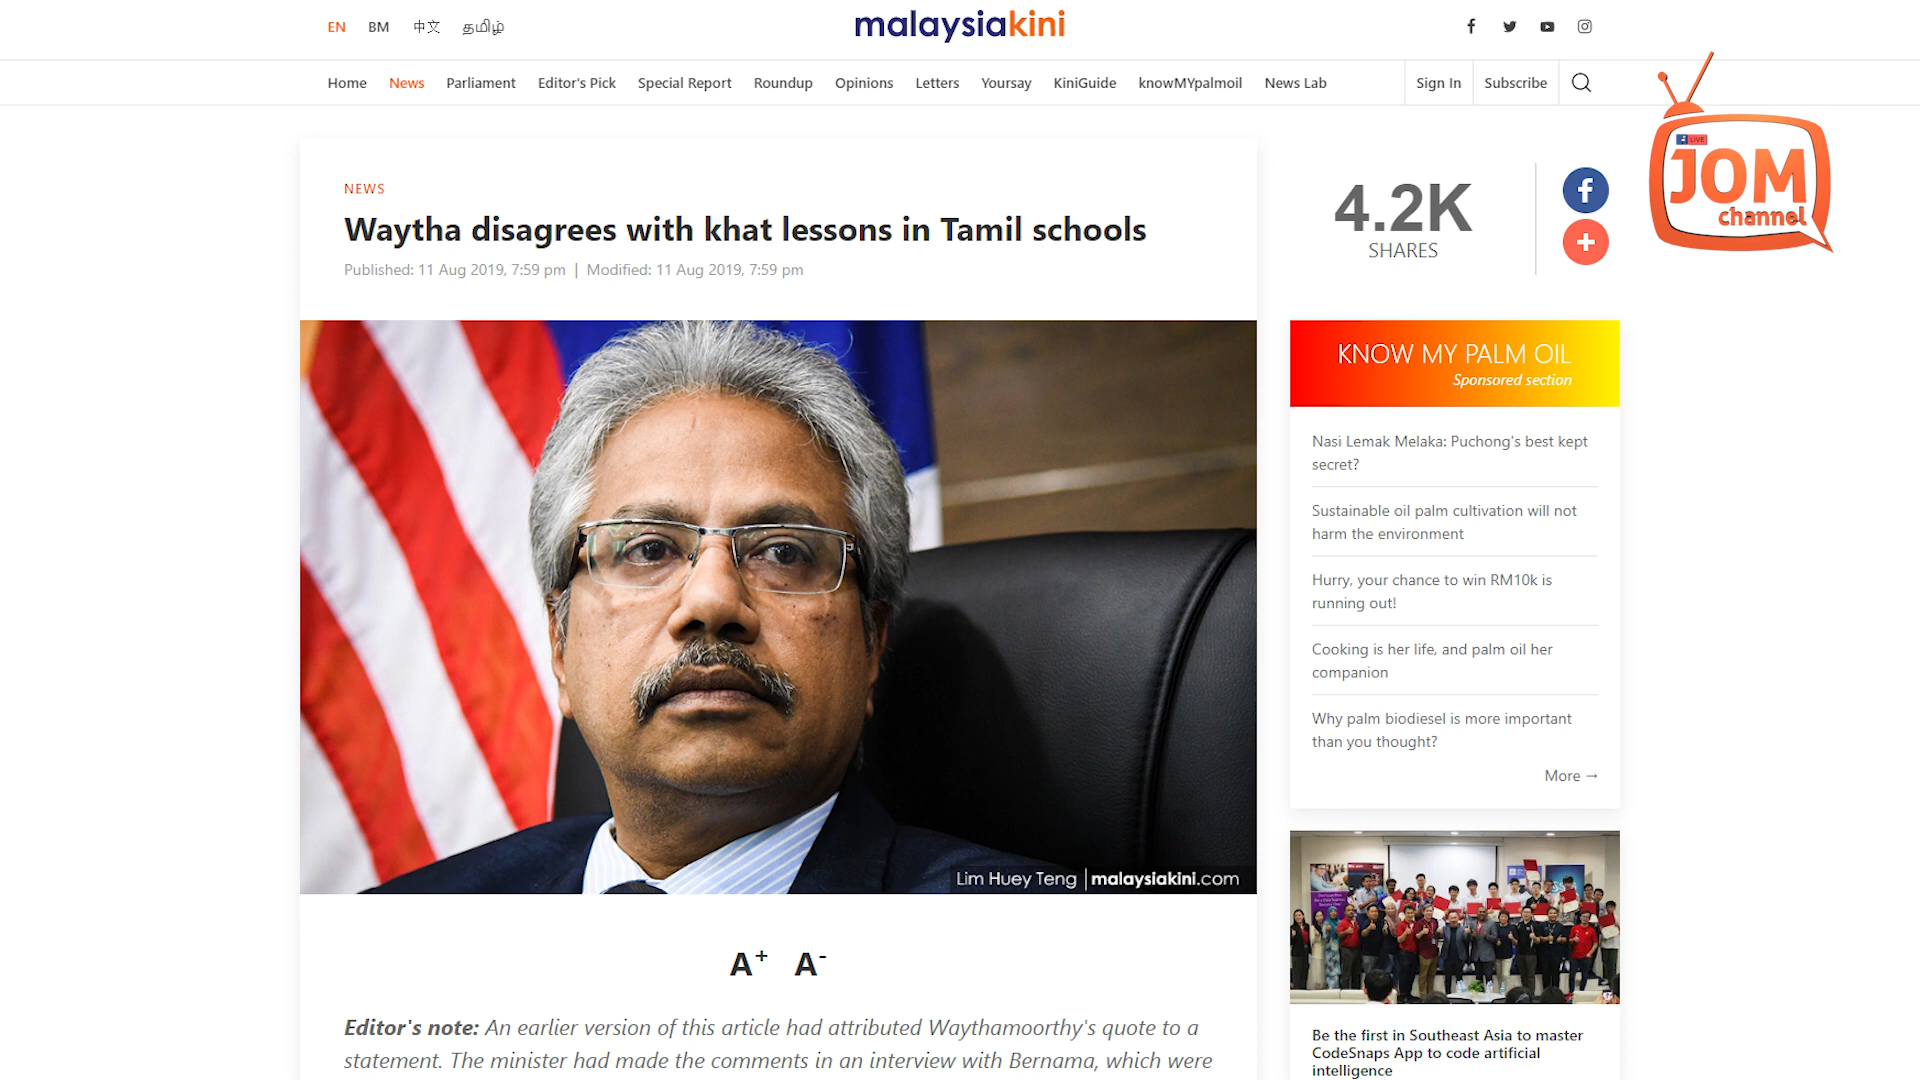 EN BM 中文 தமிழ்
malaysiakini
Home News Parliament Editor's Pick Special Report Roundup Opinions Letters Yoursay KiniGuide knowMYpalmoil News Lab Sign In Subscribe
LIVE
JOM
channel
NEWS
Waytha disagrees with khat lessons in Tamil schools
Published: 11 Aug 2019, 7:59 pm | Modified: 11 Aug 2019, 7:59 pm
4.2K
SHARES
Lim Huey Teng | malaysiakini.com
A+ A-
Editor's note: An earlier version of this article had attributed Waythamoorthy's quote to a
statement. The minister had made the comments in an interview with Bernama, which were
KNOW MY PALM OIL
Sponsored section
Nasi Lemak Melaka: Puchong's best kept
secret?
Sustainable oil palm cultivation will not
harm the environment
Hurry, your chance to win RM10k is
running out!
Cooking is her life, and palm oil her
companion
Why palm biodiesel is more important
than you thought?
More →
Be the first in Southeast Asia to master
CodeSnaps App to code artificial
intelligence